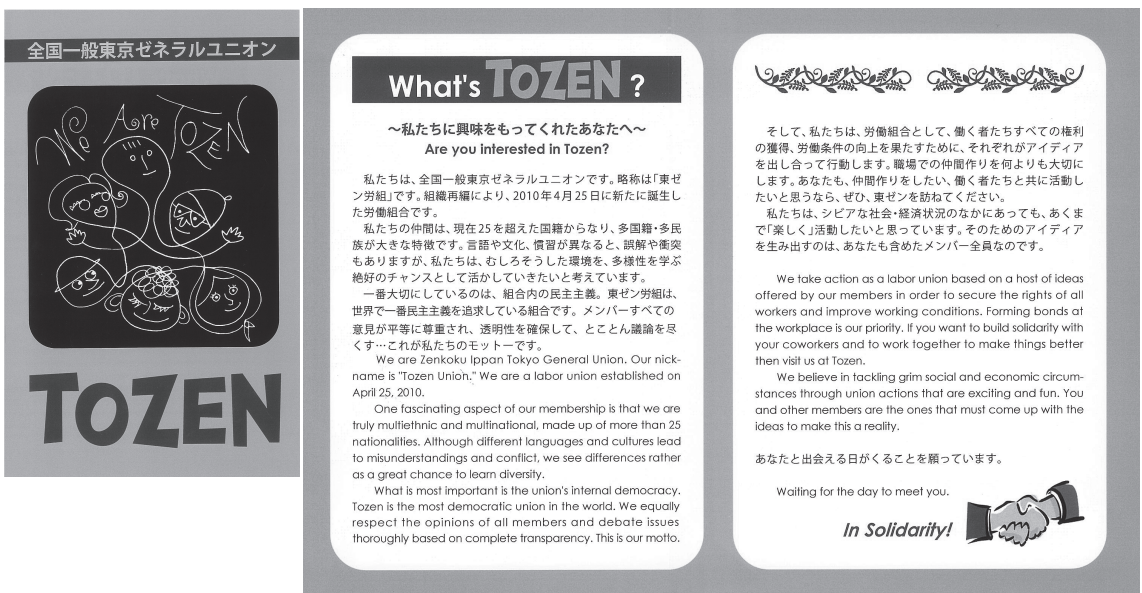 全国一般東京ゼネラルユニオン
We Are TOZEN
TOZEN
What's TOZEN ?
～私たちに興味をもってくれたあなたへ～
Are you interested in Tozen?
私たちは、全国一般東京ゼネラルユニオンです。略称は「東ゼ
ン労組」です。組織再編により、2010年4月25日に新たに誕生し
た労働組合です。
私たちの仲間は、現在25を超えた国籍からなり、多国籍・多民
族が大きな特徴です。言語や文化、慣習が異なると、誤解や衝突
もありますが、私たちは、むしろそうした環境を、多様性を学ぶ
絶好のチャンスとして活かしていきたいと考えています。
一番大切にしているのは、組合内の民主主義。東ゼン労組は、
世界で一番民主主義を追求している組合です。メンバーすべての
意見が平等に尊重され、透明性を確保して、とことん議論を尽
くす…これが私たちのモットーです。
We are Zenkoku Ippan Tokyo General Union. Our nick-
name is "Tozen Union." We are a labor union established on
April 25, 2010.
One fascinating aspect of our membership is that we are
truly multiethnic and multinational, made up of more than 25
nationalities. Although different languages and cultures lead
to misunderstandings and conflict, we see differences rather
as a great chance to learn diversity.
What is most important is the union's internal democracy.
Tozen is the most democratic union in the world. We equally
respect the opinions of all members and debate issues
thoroughly based on complete transparency. This is our motto.
そして、私たちは、労働組合として、働く者たちすべての権利
の獲得、労働条件の向上を果たすために、それぞれがアイディア
を出し合って行動します。職場での仲間作りを何よりも大切に
します。あなたも、仲間作りをしたい、働く者たちと共に活動し
たいと思うなら、ぜひ、東ゼンを訪ねてください。
私たちは、シビアな社会・経済状況のなかにあっても、あくま
で「楽しく」活動したいと思っています。そのためのアイディア
を生み出すのは、あなたも含めたメンバー全員なのです。
We take action as a labor union based on a host of ideas
offered by our members in order to secure the rights of all
workers and improve working conditions. Forming bonds at
the workplace is our priority. If you want to build solidarity with
your coworkers and to work together to make things better
then visit us at Tozen.
We believe in tackling grim social and economic circum-
stances through union actions that are exciting and fun. You
and other members are the ones that must come up with the
ideas to make this a reality.
あなたと出会える日がくることを願っています。
Waiting for the day to meet you.
In Solidarity!